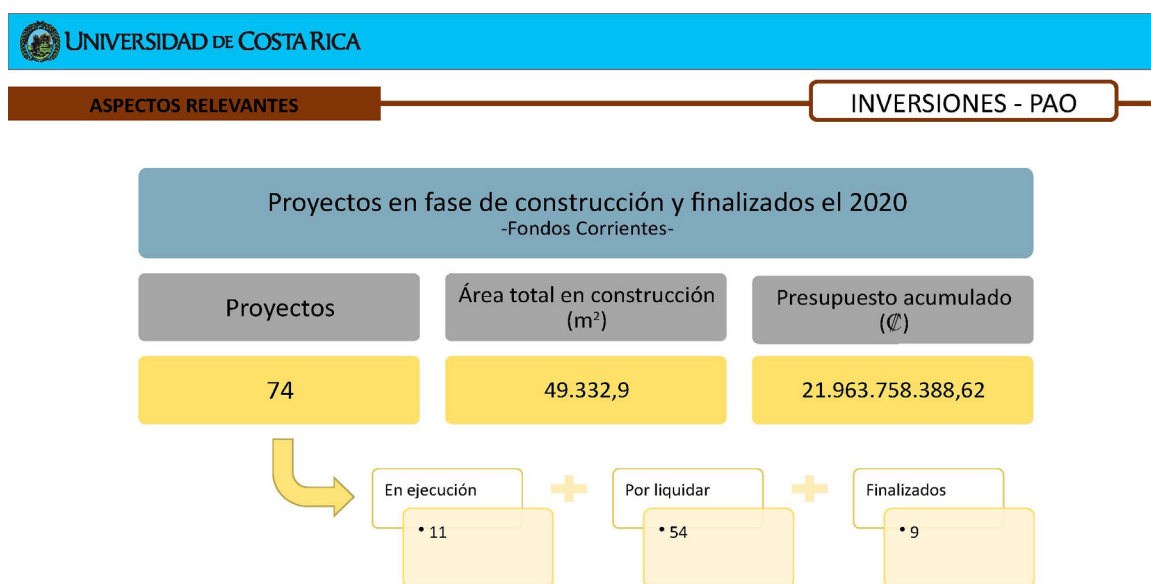 UNIVERSIDAD DE COSTA RICA
ASPECTOS RELEVANTES
INVERSIONES - PAO
Proyectos en fase de construcción y finalizados el 2020
-Fondos Corrientes-
Proyectos
Área total en construcción
(m²)
Presupuesto acumulado
(₡)
74
49.332,9
21.963.758.388,62
En ejecución
Por liquidar
Finalizados
• 11
• 54
• 9